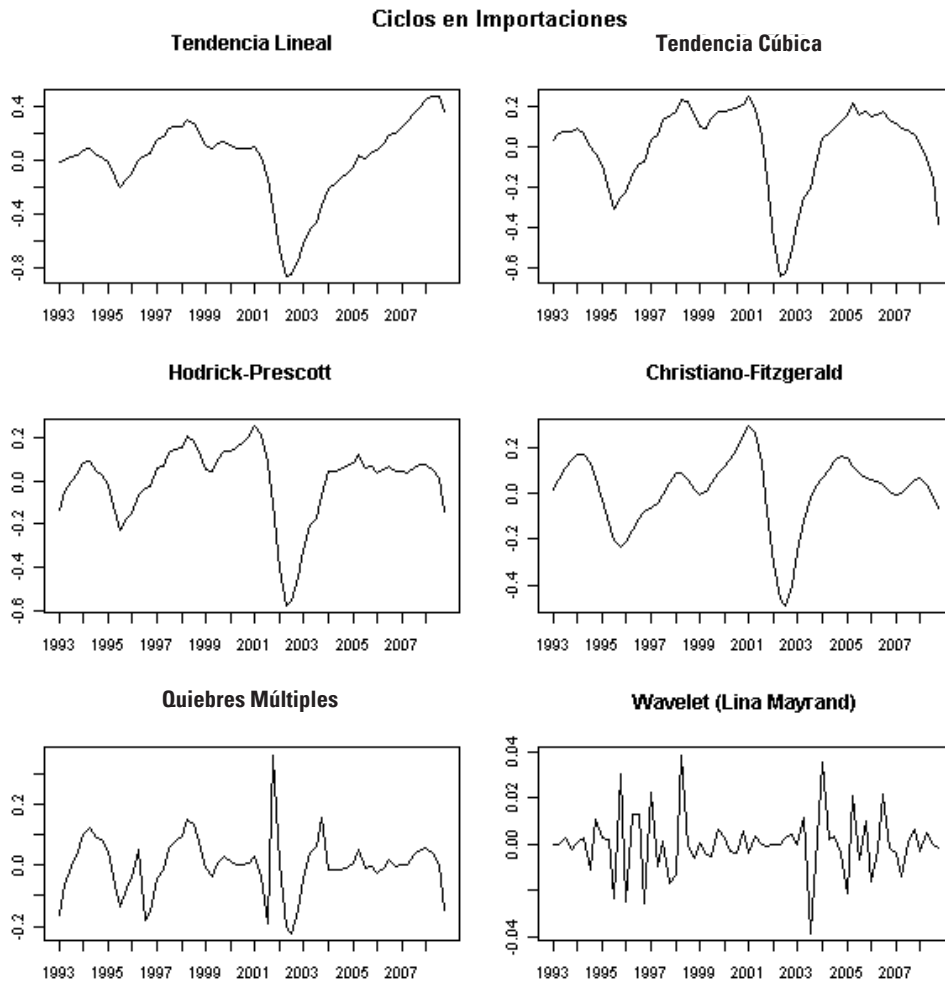 Ciclos en Importaciones
Tendencia Lineal
Tendencia Cúbica
0.4
0.0
-0.4
-0.8
1993 1995 1997 1999 2001 2003 2005 2007
0.2
0.0
-0.2
-0.4
-0.6
1993 1995 1997 1999 2001 2003 2005 2007
Hodrick-Prescott
Christiano-Fitzgerald
0.2
0.0
-0.2
-0.4
-0.6
1993 1995 1997 1999 2001 2003 2005 2007
0.2
0.0
-0.2
-0.4
1993 1995 1997 1999 2001 2003 2005 2007
Quiebres Múltiples
Wavelet (Lina Mayrand)
0.2
0.0
-0.2
1993 1995 1997 1999 2001 2003 2005 2007
0.04
0.02
0.00
-0.04
1993 1995 1997 1999 2001 2003 2005 2007